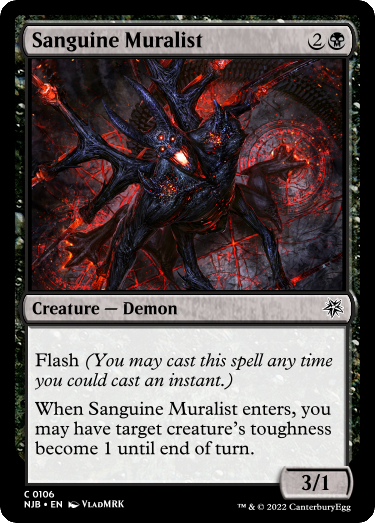 Sanguine Muralist 2
Creature — Demon
Flash (You may cast this spell any time
you could cast an instant.)
When Sanguine Muralist enters, you
may have target creature's toughness
become 1 until end of turn.
3/1
C 0106
NJB • EN VLADMRK
™ & © 2022 CanterburyEgg